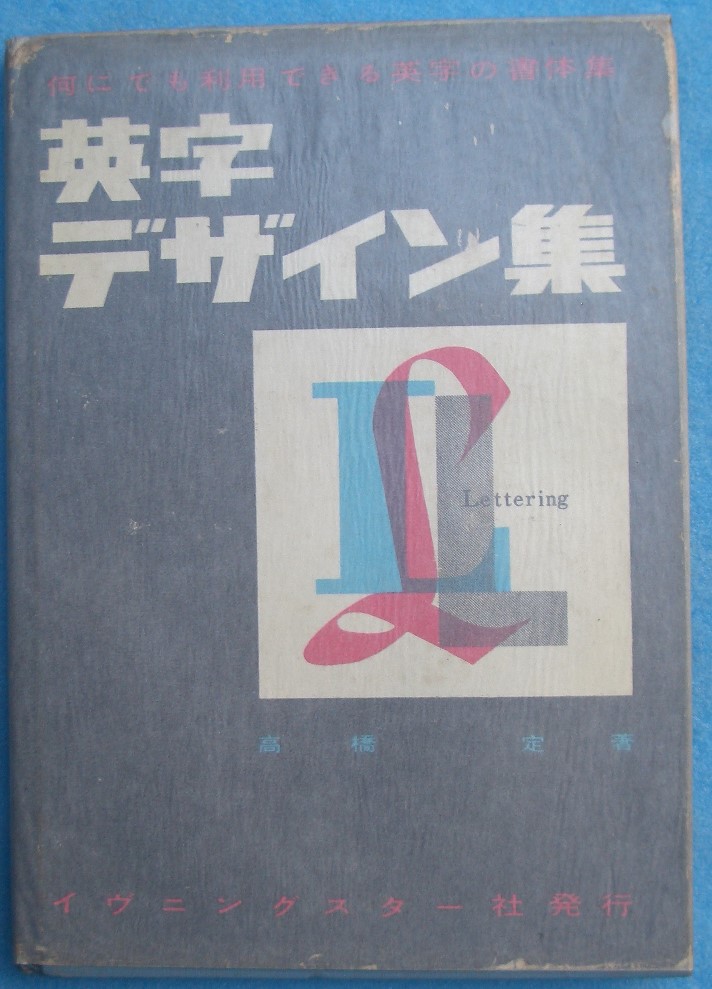 何にでも利用できる英字の書体集
英字
デザイン集
L
L
L
Lettering
高橋 定著
イヴニングスター社発行